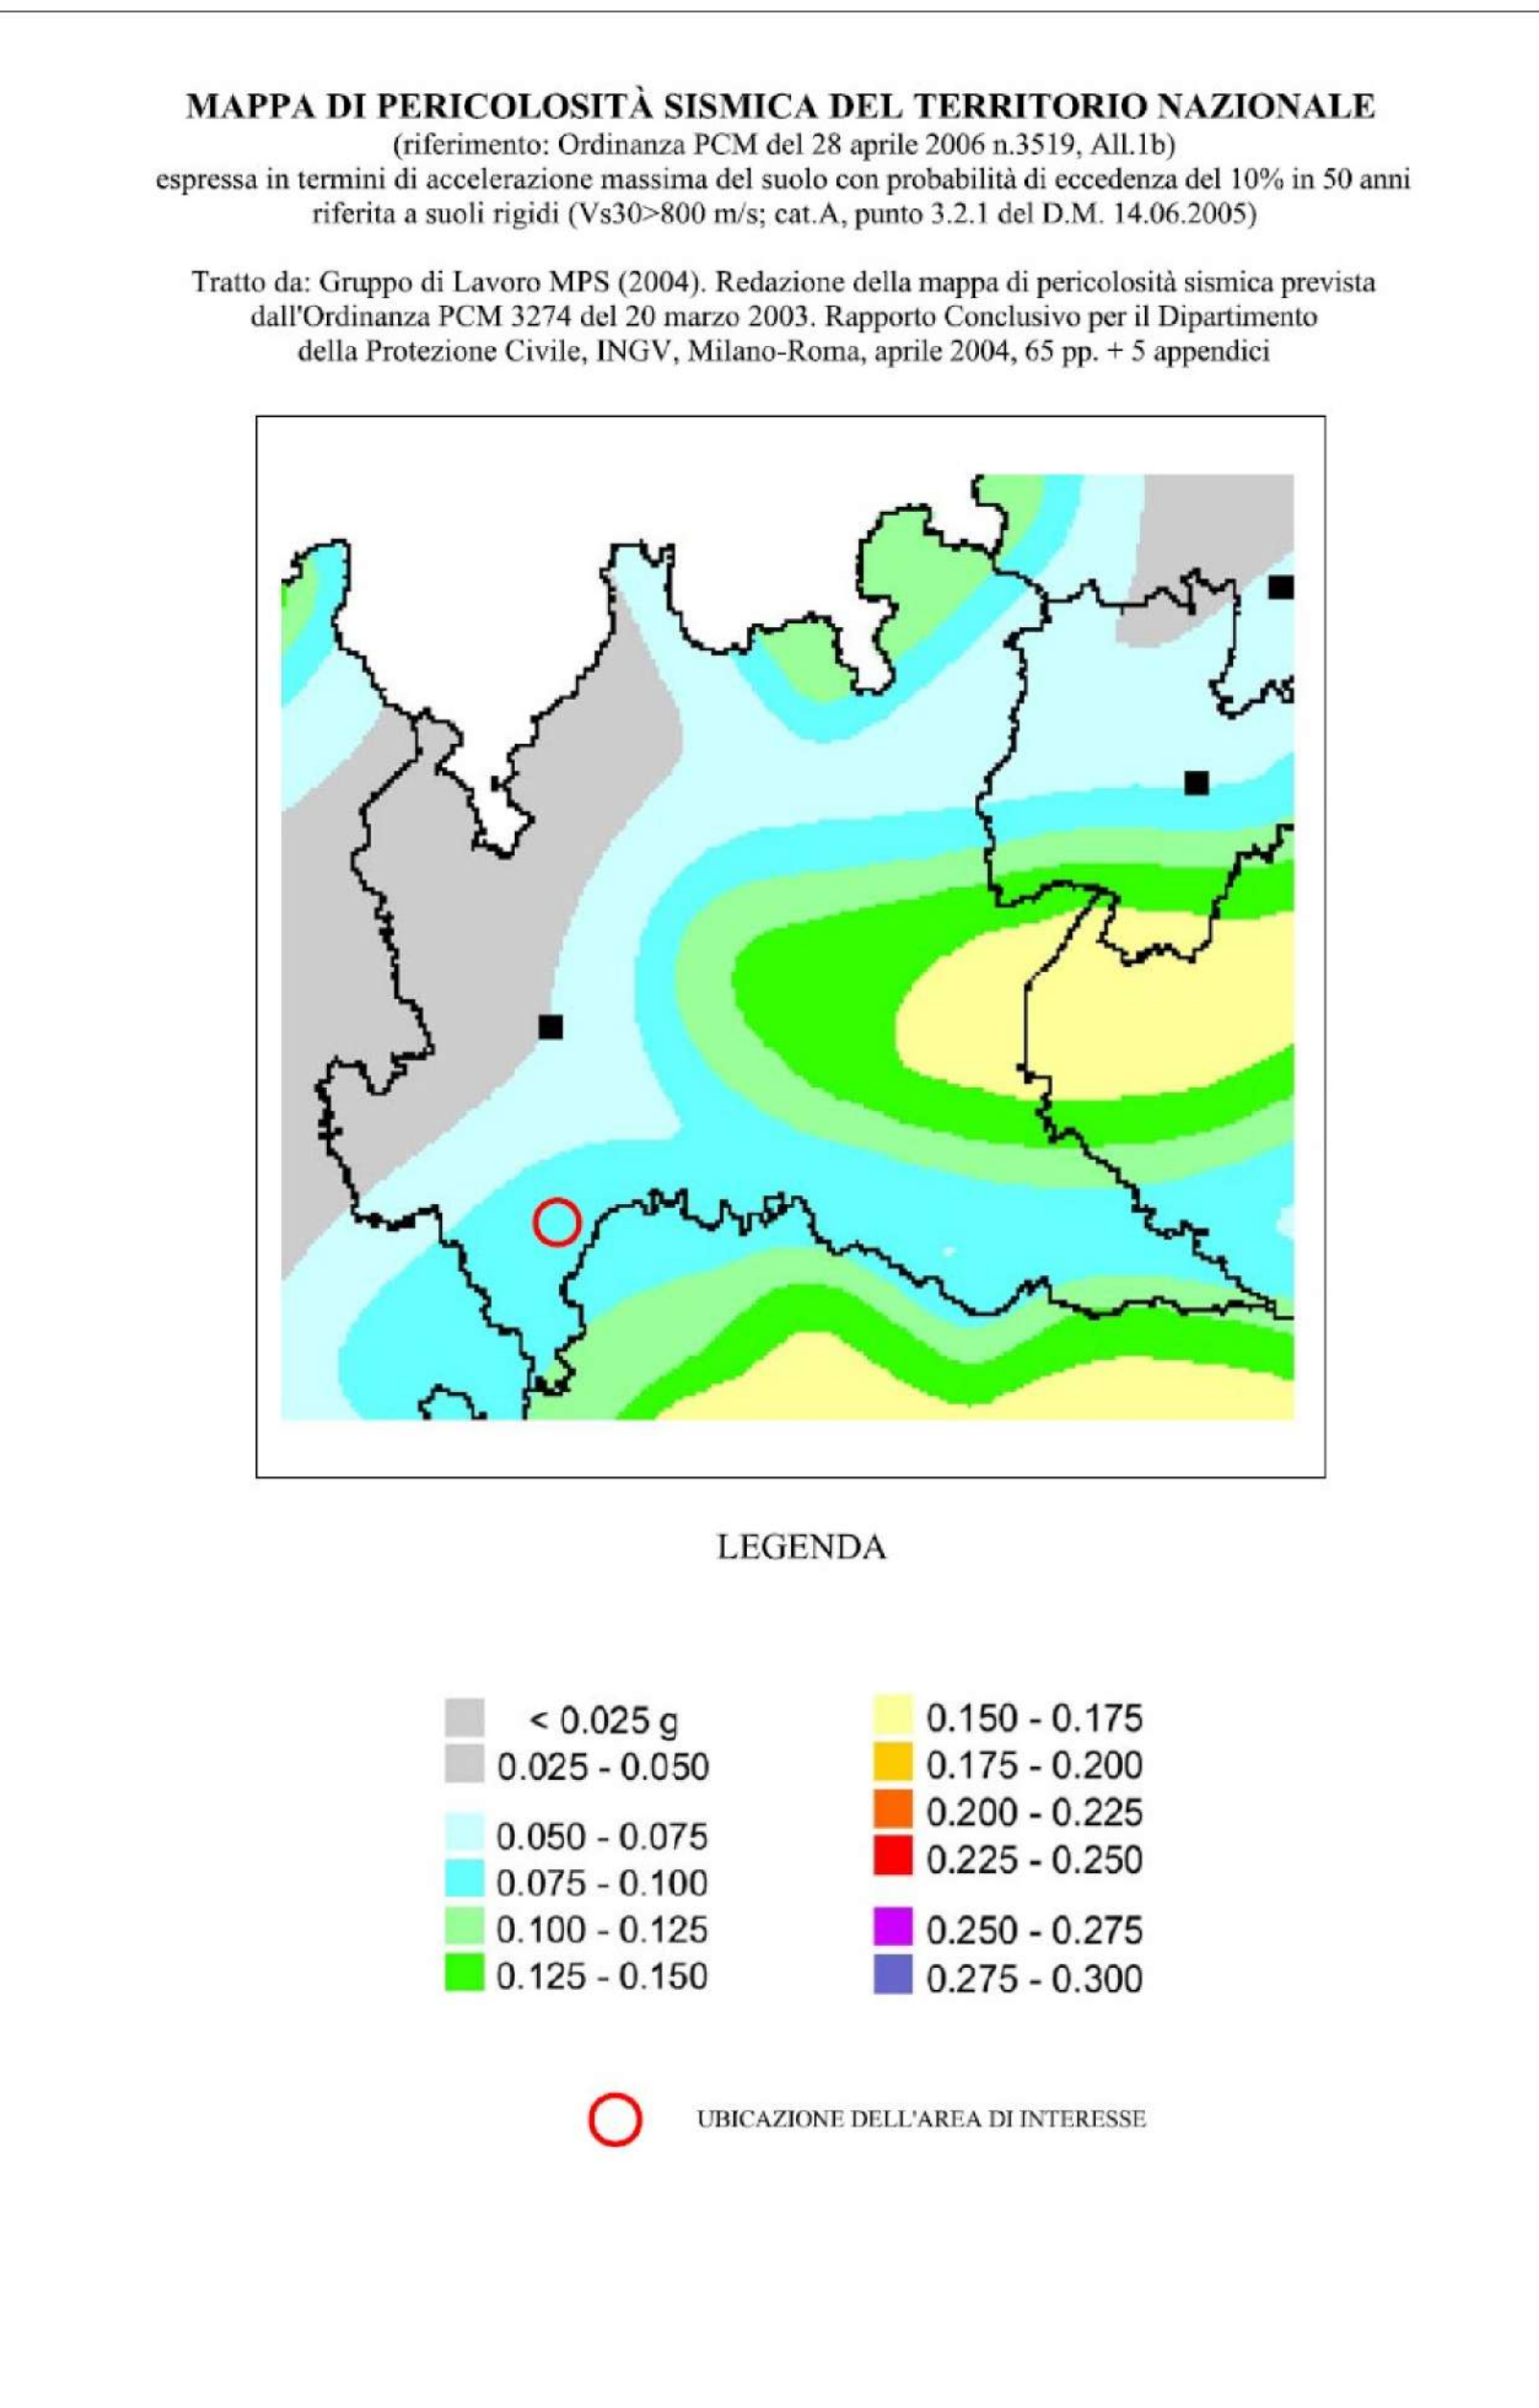 MAPPA DI PERICOLOSITÀ SISMICA DEL TERRITORIO NAZIONALE
(riferimento: Ordinanza PCM del 28 aprile 2006 n.3519, All.1b)
espressa in termini di accelerazione massima del suolo con probabilità di eccedenza del 10% in 50 anni
riferita a suoli rigidi (Vs30>800 m/s; cat.A, punto 3.2.1 del D.M. 14.06.2005)
Tratto da: Gruppo di Lavoro MPS (2004). Redazione della mappa di pericolosità sismica prevista
dall'Ordinanza PCM 3274 del 20 marzo 2003. Rapporto Conclusivo per il Dipartimento
della Protezione Civile, INGV, Milano-Roma, aprile 2004, 65 pp. + 5 appendici
LEGENDA
< 0.025 g
0.025 - 0.050
0.050 - 0.075
0.075 - 0.100
0.100 - 0.125
0.125 - 0.150
0.150 - 0.175
0.175 - 0.200
0.200 - 0.225
0.225 - 0.250
0.250 - 0.275
0.275 - 0.300
UBICAZIONE DELL'AREA DI INTERESSE